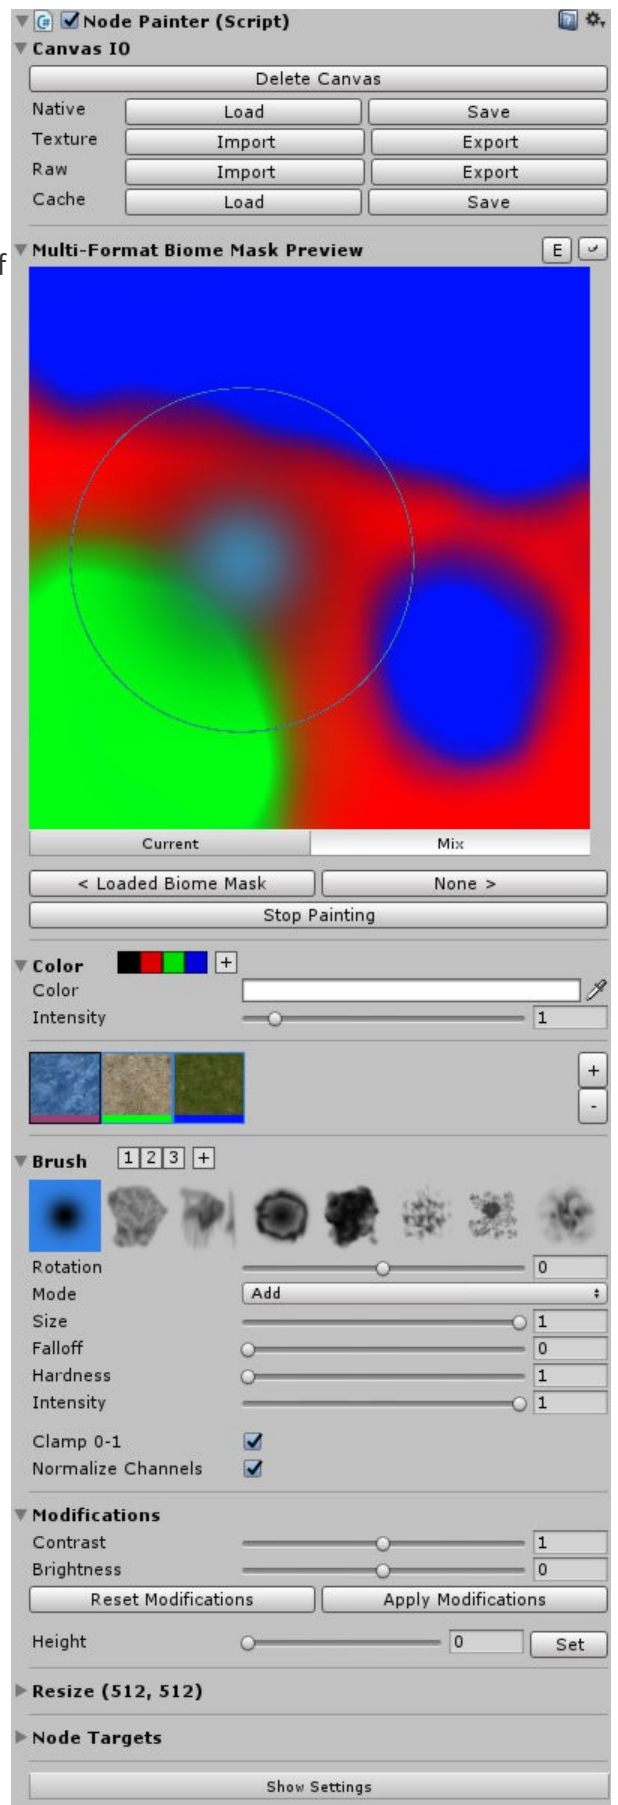 Node Painter (Script)
Canvas IO
Delete Canvas
Native Load Save
Texture Import Export
Raw Import Export
Cache Load Save
f
Multi-Format Biome Mask Preview E
Current Mix
< Loaded Biome Mask None >
Stop Painting
Color +
Color
Intensity 1
+
-
Brush 1 2 3 +
Rotation 0
Mode Add
Size 1
Falloff 0
Hardness 1
Intensity 1
Clamp 0-1
Normalize Channels
Modifications
Contrast 1
Brightness 0
Reset Modifications Apply Modifications
Height 0 Set
Resize (512, 512)
Node Targets
Show Settings